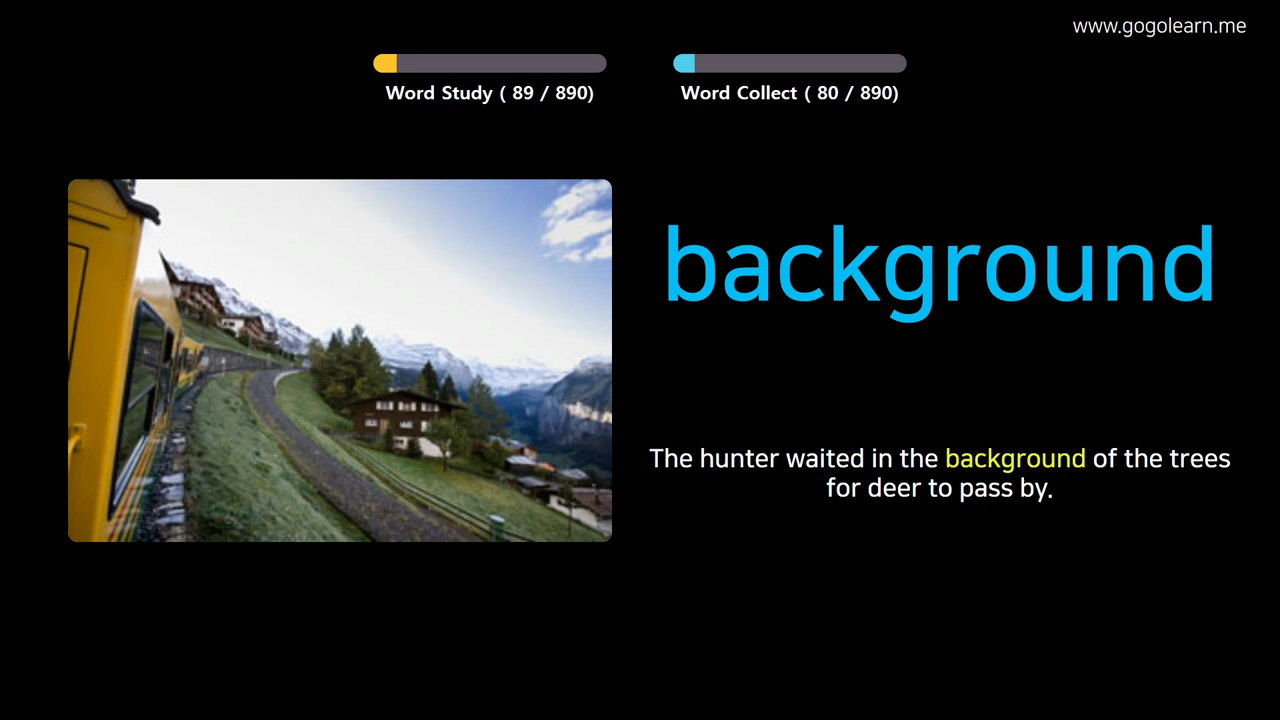 www.gogolearn.me
Word Study ( 89 / 890)
Word Collect ( 80 / 890)
background
The hunter waited in the background of the trees
for deer to pass by.